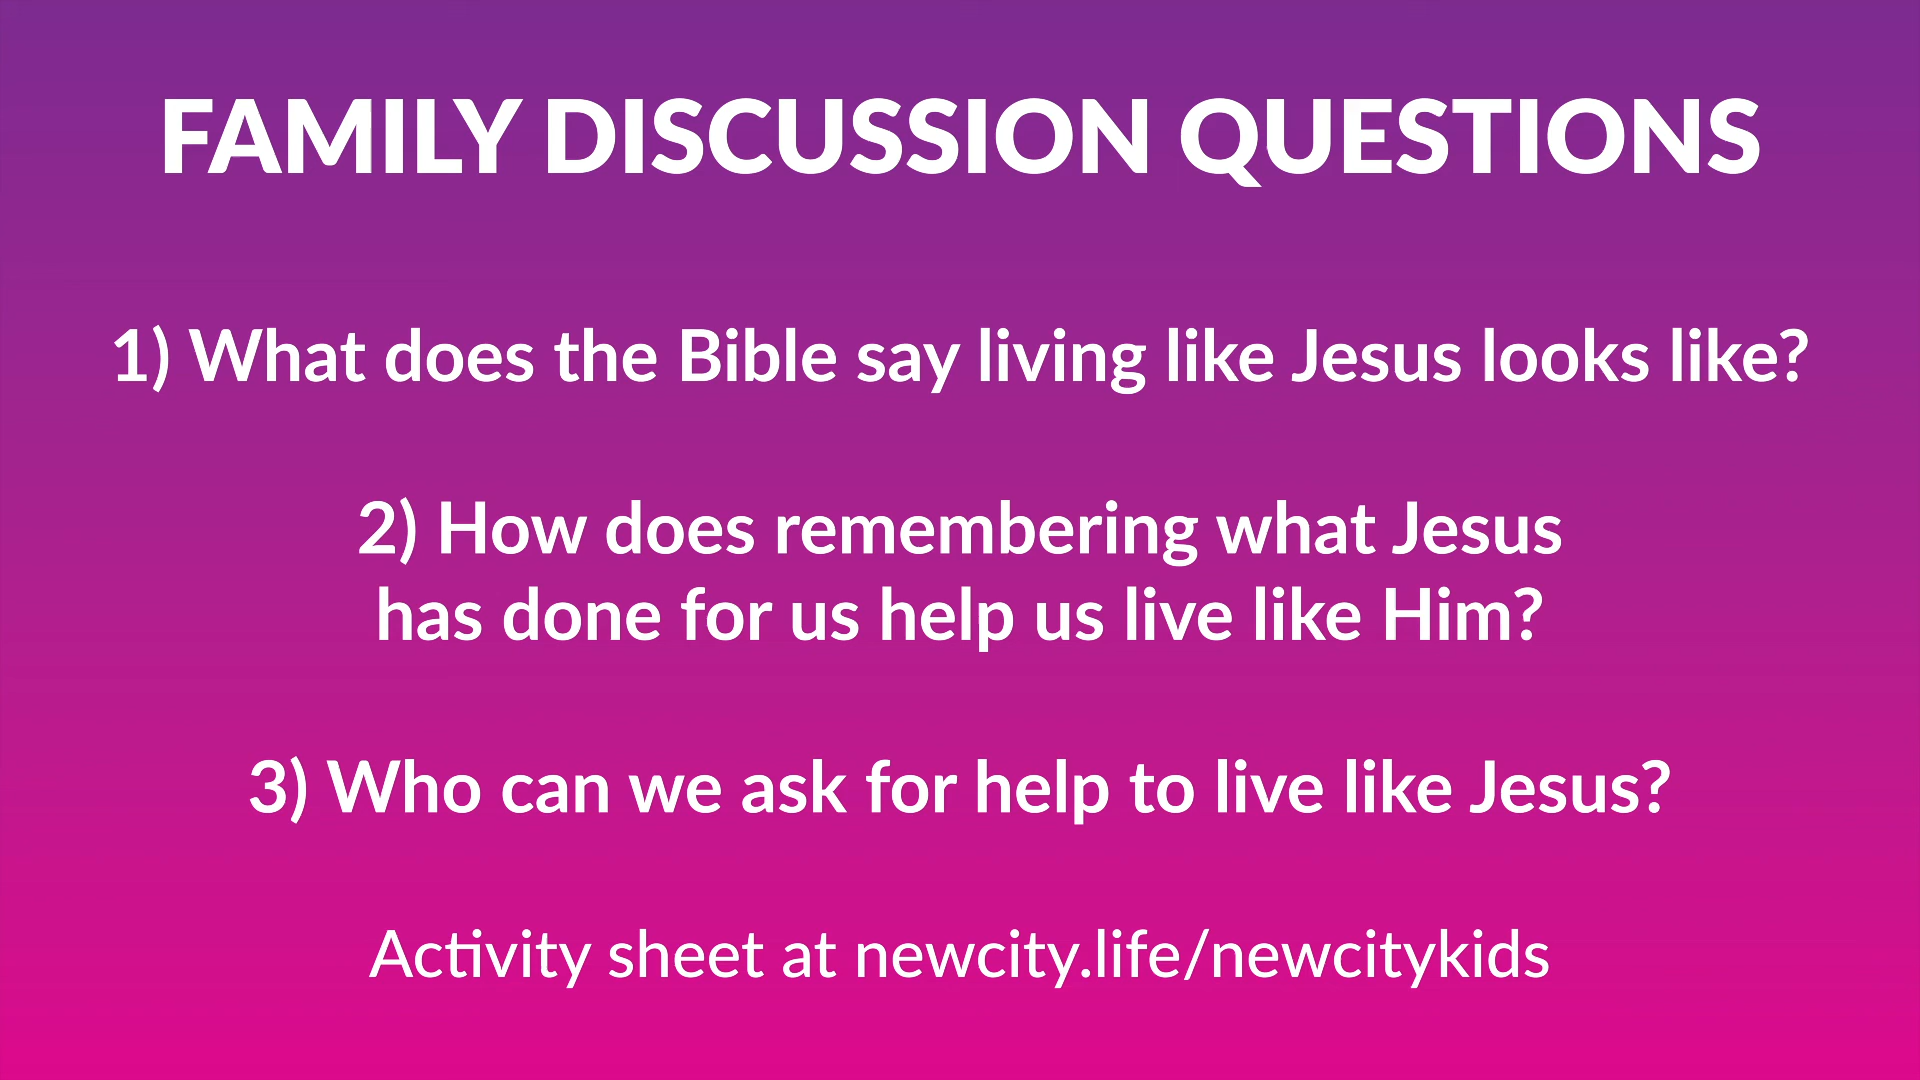 FAMILY DISCUSSION QUESTIONS
1) What does the Bible say living like Jesus looks like?
2) How does remembering what Jesus
has done for us help us live like Him?
3) Who can we ask for help to live like Jesus?
Activity sheet at newcity.life/newcitykids